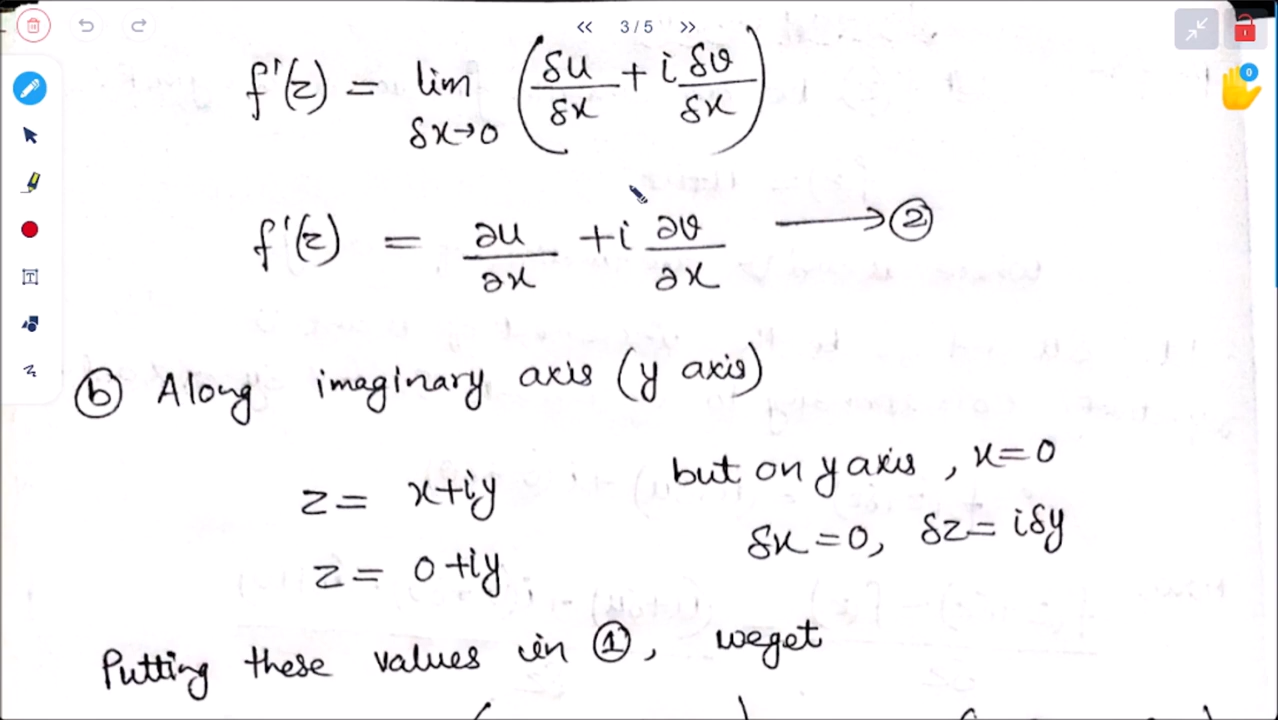 3 / 5
0
f'(z) = lim δx→0 (δu/δx + i δv/δx)
f'(z) = ∂u/∂x + i ∂v/∂x ⟶ ②
ⓑ Along imaginary axis (y axis)
z = x+iy but on y axis, x=0
z = 0+iy δx=0, δz=iδy
Putting these values in ①, weget